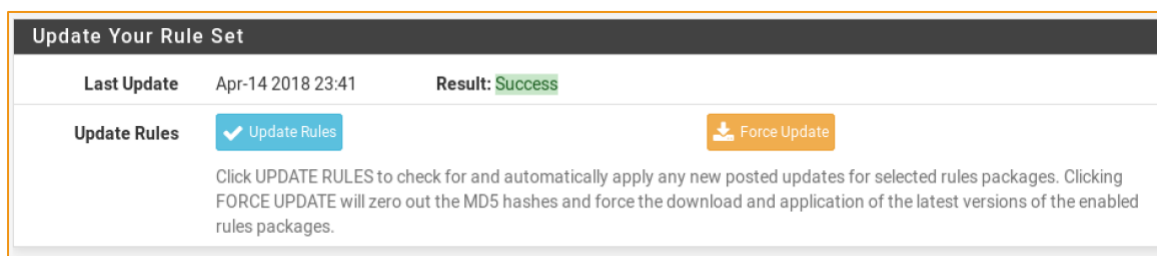 Update Your Rule Set
Last Update Apr-14 2018 23:41 Result: Success
Update Rules Update Rules Force Update
Click UPDATE RULES to check for and automatically apply any new posted updates for selected rules packages. Clicking
FORCE UPDATE will zero out the MD5 hashes and force the download and application of the latest versions of the enabled
rules packages.